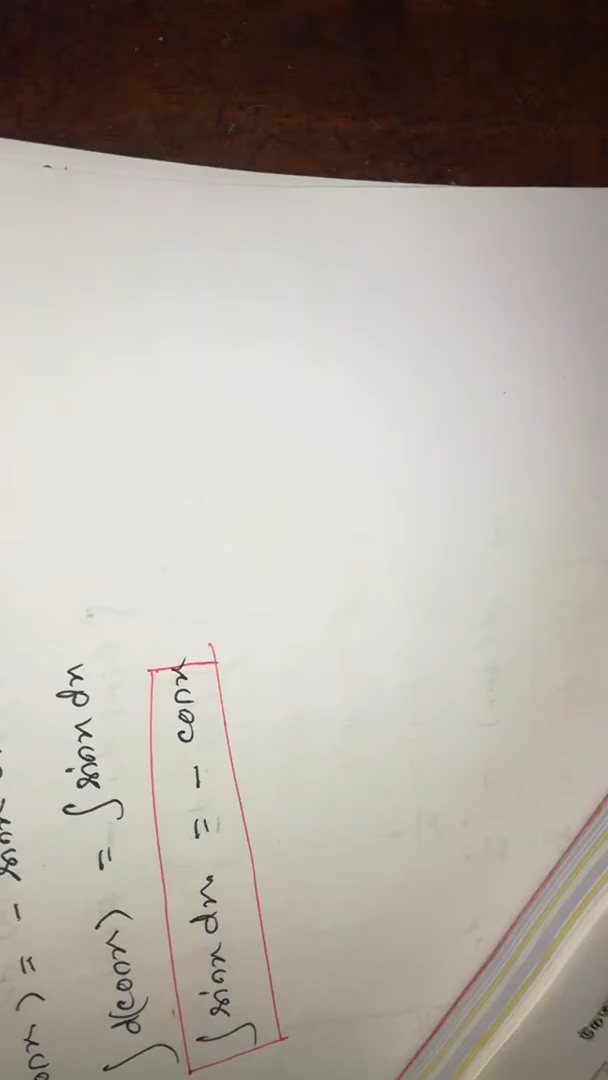 ∫ d(cosx) = ∫ sinx dx
∫ sinx dx = - cosx